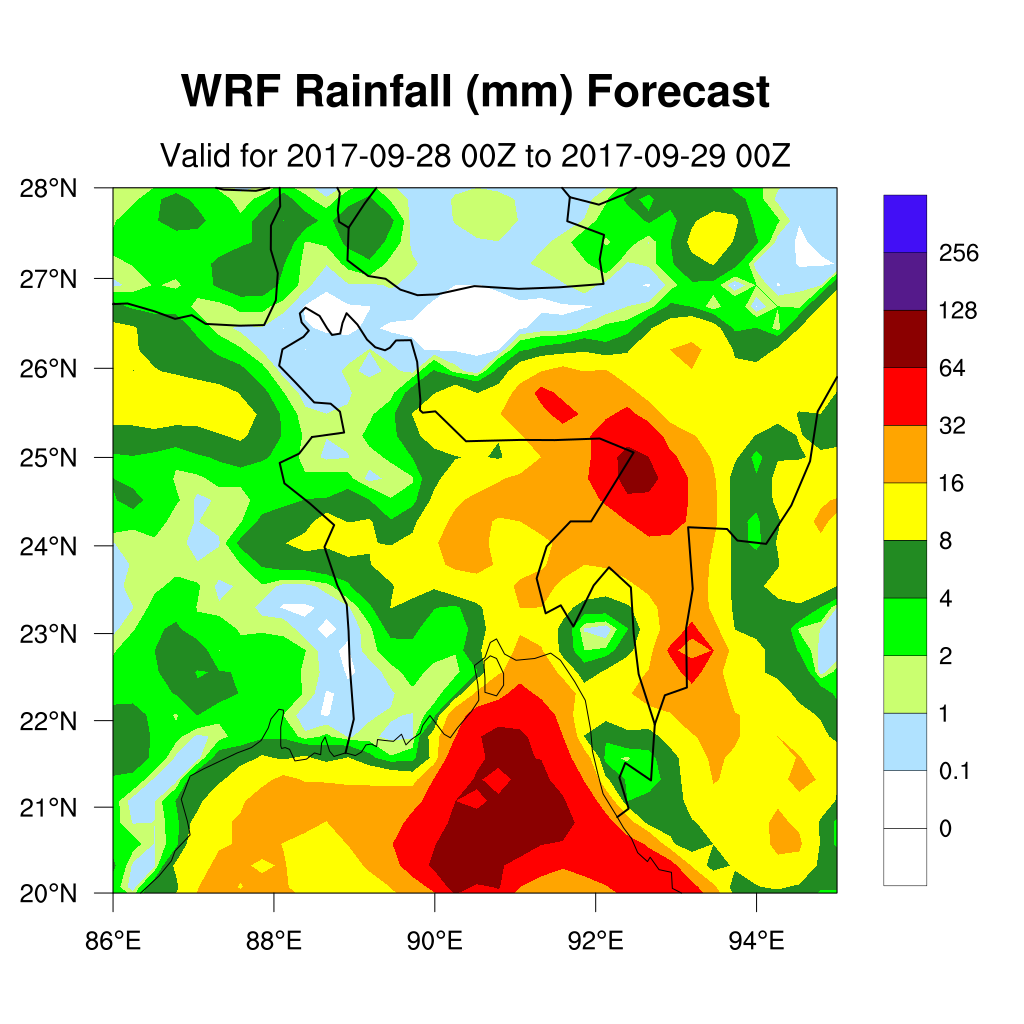 WRF Rainfall (mm) Forecast
Valid for 2017-09-28 00Z to 2017-09-29 00Z
28°N
27°N
26°N
25°N
24°N
23°N
22°N
21°N
20°N
86°E 88°E 90°E 92°E 94°E
256
128
64
32
16
8
4
2
1
0.1
0